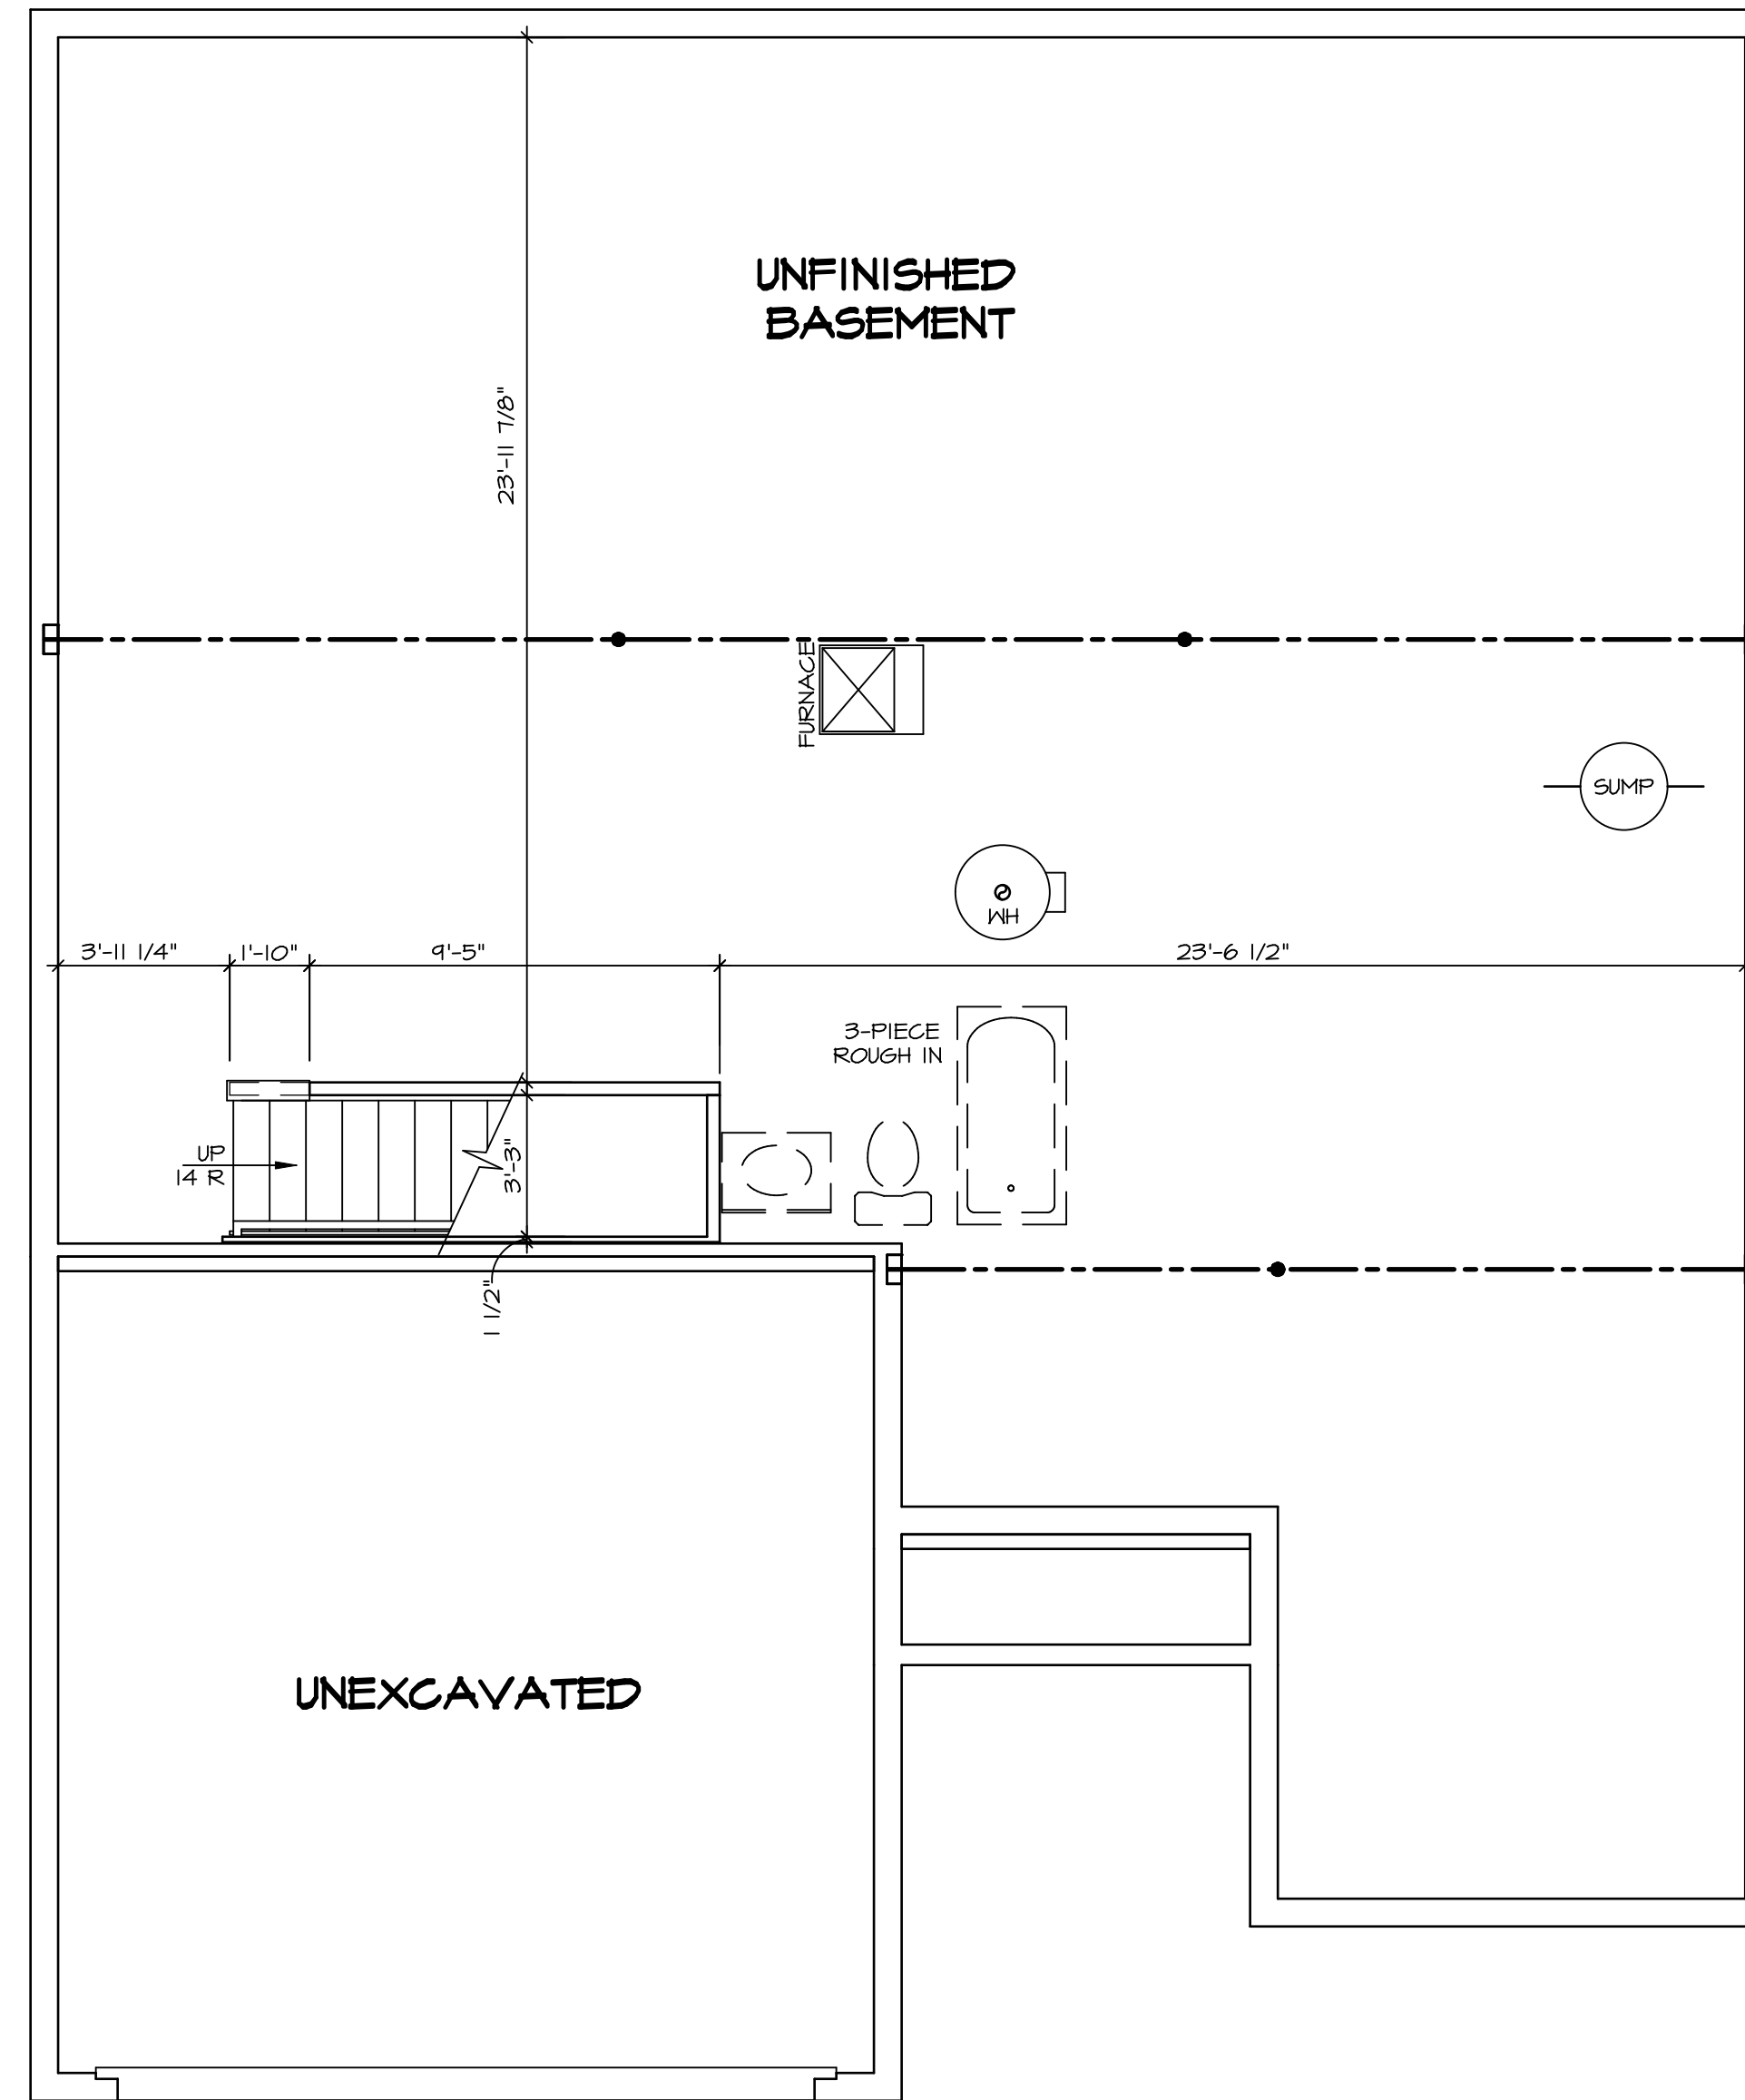 UNFINISHED
BASEMENT
23'-11 7/8"
FURNACE
SUMP
WH
3'-11 1/4"
1'-10"
9'-5"
23'-6 1/2"
3-PIECE
ROUGH IN
UP
14 R
3'-3"
1 1/2"
UNEXCAVATED